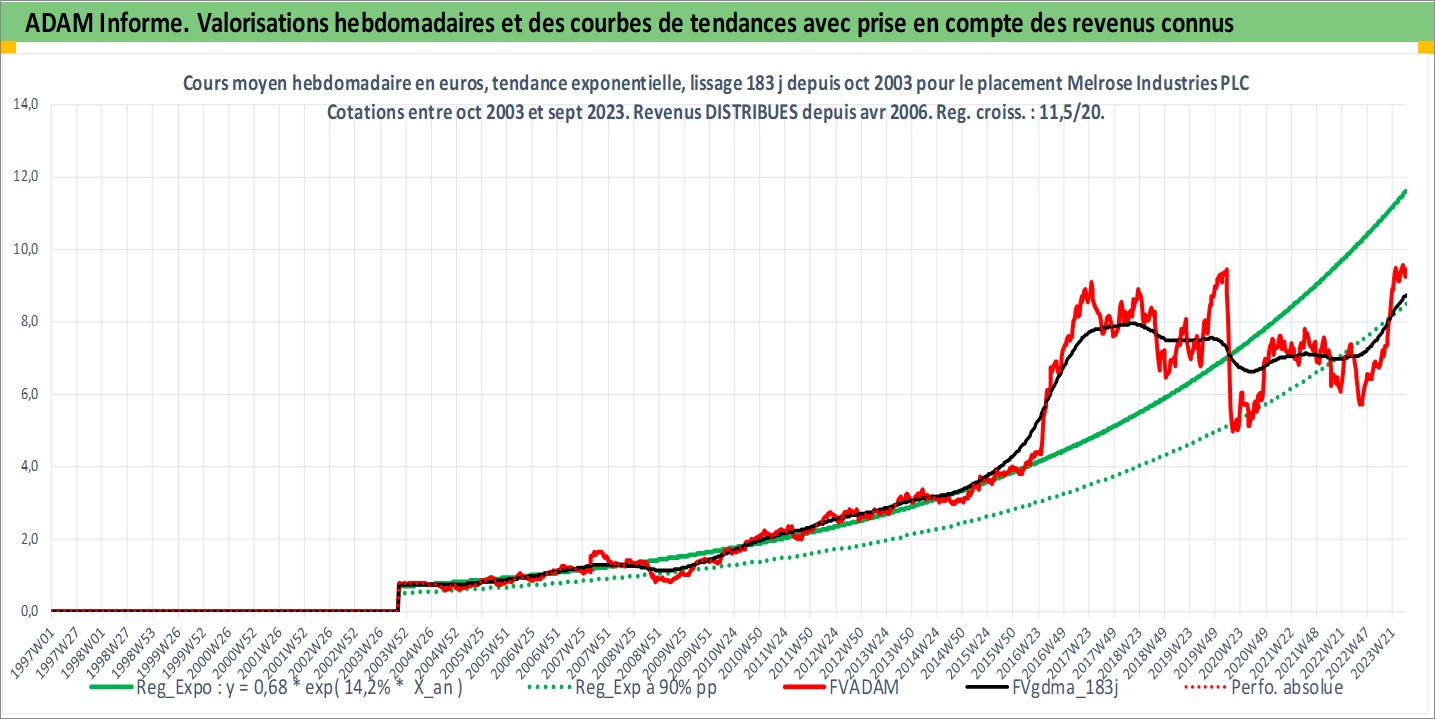 ADAM Informe. Valorisations hebdomadaires et des courbes de tendances avec prise en compte des revenus connus
Cours moyen hebdomadaire en euros, tendance exponentielle, lissage 183 j depuis oct 2003 pour le placement Melrose Industries PLC
Cotations entre oct 2003 et sept 2023. Revenus DISTRIBUES depuis avr 2006. Reg. croiss. : 11,5/20.
14,0
12,0
10,0
8,0
6,0
4,0
2,0
0,0
1997W01
1997W27
1998W01
1998W27
1998W53
1999W26
1999W52
2000W26
2000W52
2001W26
2001W52
2002W26
2002W52
2003W26
2003W52
2004W26
2004W52
2005W25
2005W51
2006W25
2006W51
2007W25
2007W51
2008W25
2008W51
2009W25
2009W51
2010W24
2010W50
2011W24
2011W50
2012W24
2012W50
2013W24
2013W50
2014W24
2014W50
2015W24
2015W50
2016W23
2016W49
2017W23
2017W49
2018W23
2018W49
2019W23
2019W49
2020W23
2020W49
2021W22
2021W48
2022W21
2022W47
2023W21
Reg_Expo : y = 0,68 * exp( 14,2% * X_an )
Reg_Exp à 90% pp
FVADAM
FVgdma_183j
Perfo. absolue